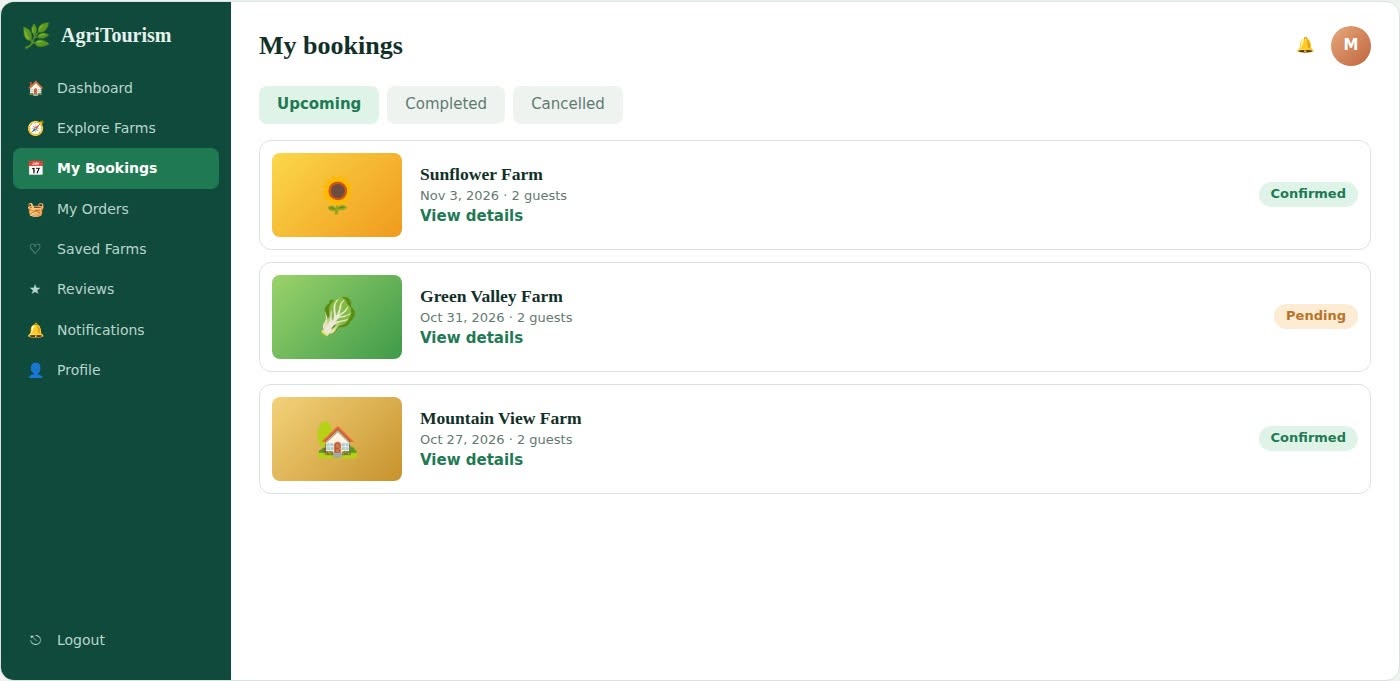 AgriTourism
Dashboard
Explore Farms
My Bookings
My Orders
Saved Farms
Reviews
Notifications
Profile
Logout
My bookings
M
Upcoming
Completed
Cancelled
Sunflower Farm
Nov 3, 2026 · 2 guests
View details
Confirmed
Green Valley Farm
Oct 31, 2026 · 2 guests
View details
Pending
Mountain View Farm
Oct 27, 2026 · 2 guests
View details
Confirmed